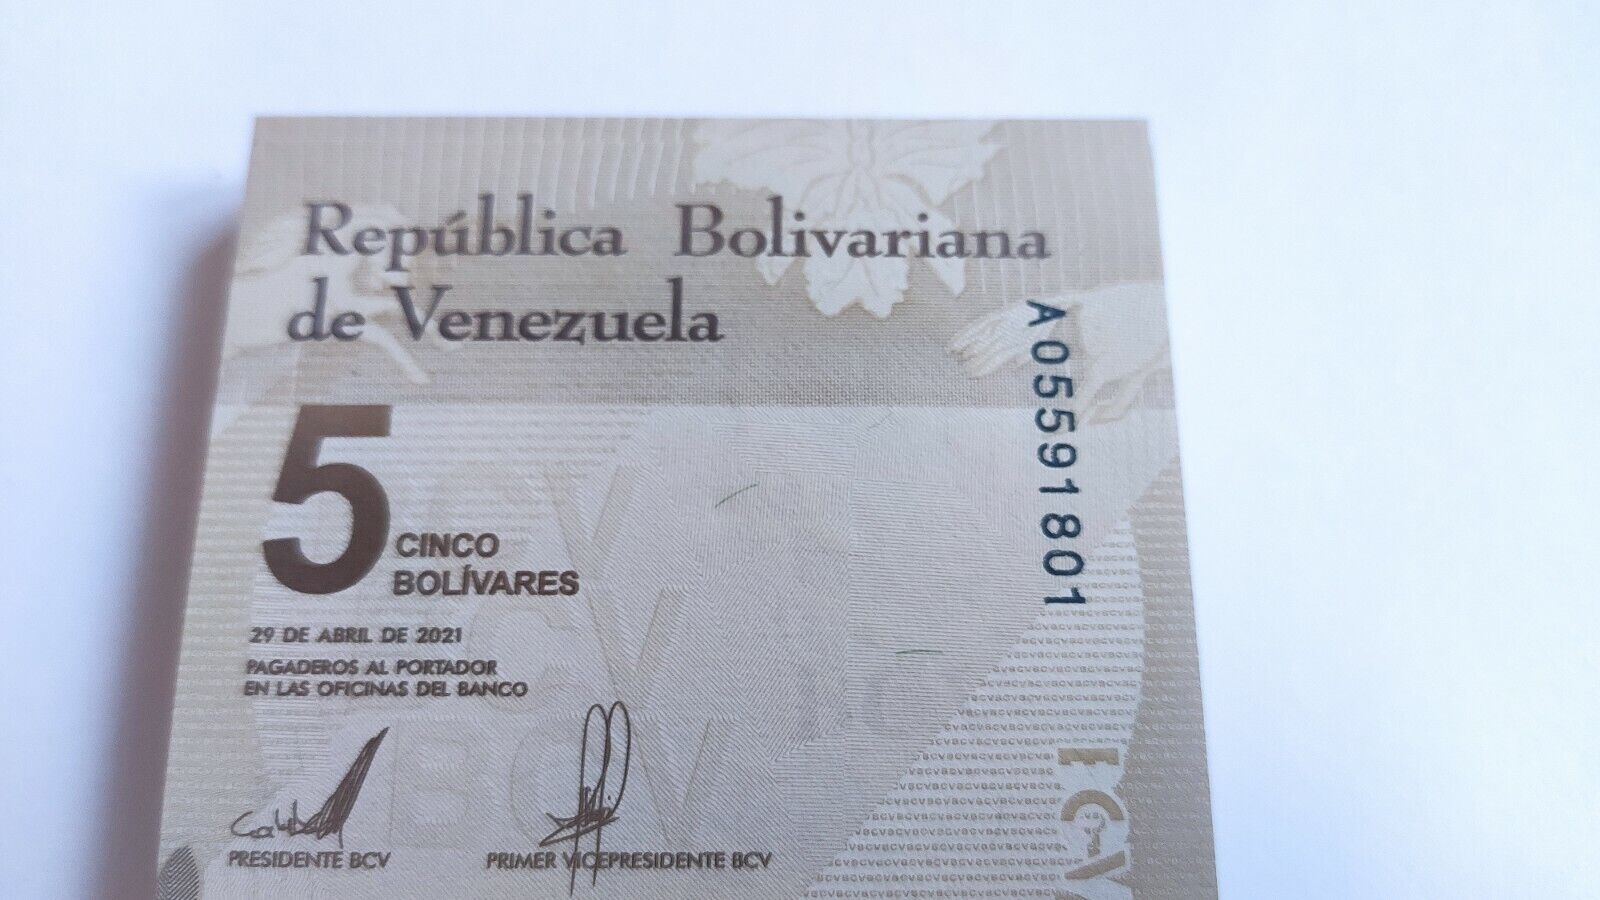 República Bolivariana
de Venezuela
A05591801
5
CINCO
BOLÍVARES
29 DE ABRIL DE 2021
PAGADEROS AL PORTADOR
EN LAS OFICINAS DEL BANCO
PRESIDENTE BCV
PRIMER VICEPRESIDENTE BCV
BCV